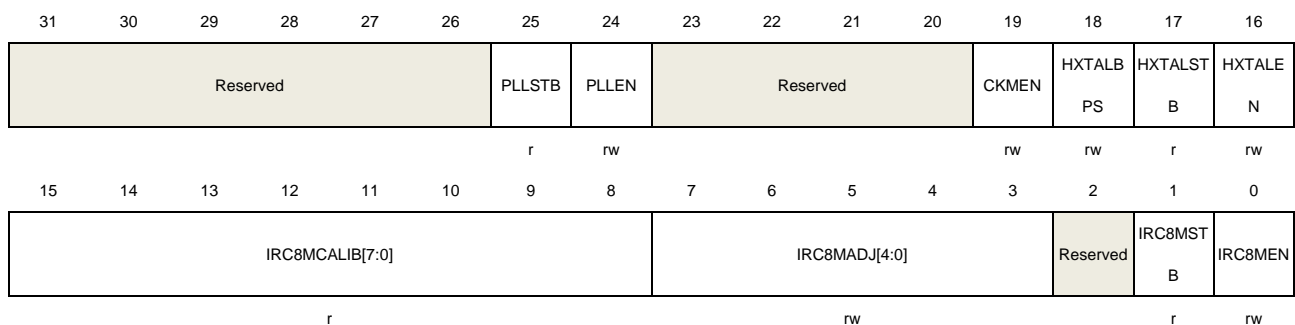 31 30 29 28 27 26 25 24 23 22 21 20 19 18 17 16
Reserved PLLSTB PLLEN Reserved CKMEN HXTALB HXTALST HXTALE
PS B N
r rw rw rw r rw
15 14 13 12 11 10 9 8 7 6 5 4 3 2 1 0
IRC8MCALIB[7:0] IRC8MADJ[4:0] Reserved IRC8MST IRC8MEN
B
r rw r rw